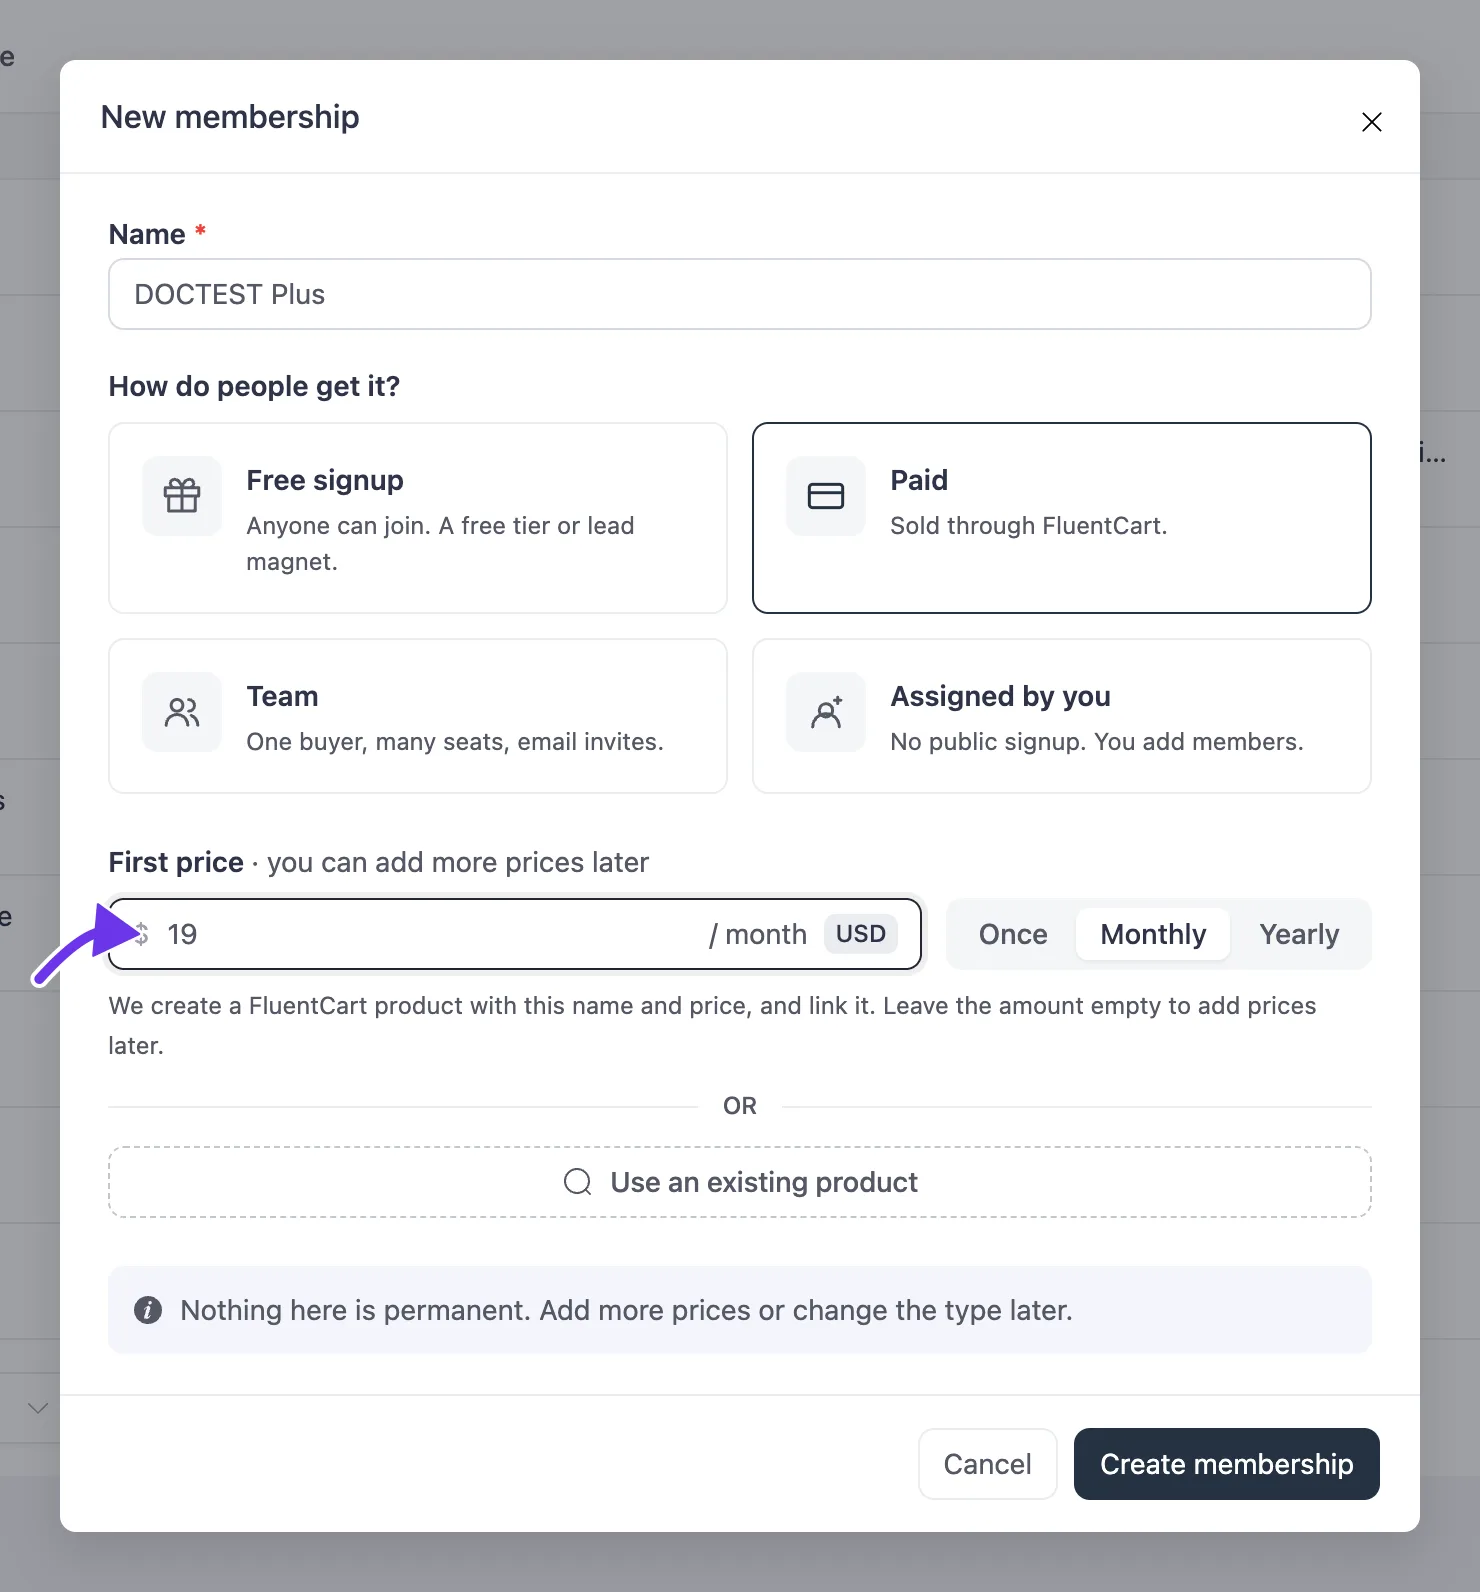 e
New membership
Name *
DOCTEST Plus
How do people get it?
Free signup
Anyone can join. A free tier or lead
magnet.
Paid
Sold through FluentCart.
i...
Team
One buyer, many seats, email invites.
Assigned by you
No public signup. You add members.
s
First price · you can add more prices later
e
$ 19 / month USD
Once Monthly Yearly
We create a FluentCart product with this name and price, and link it. Leave the amount empty to add prices
later.
OR
Use an existing product
Nothing here is permanent. Add more prices or change the type later.
Cancel Create membership